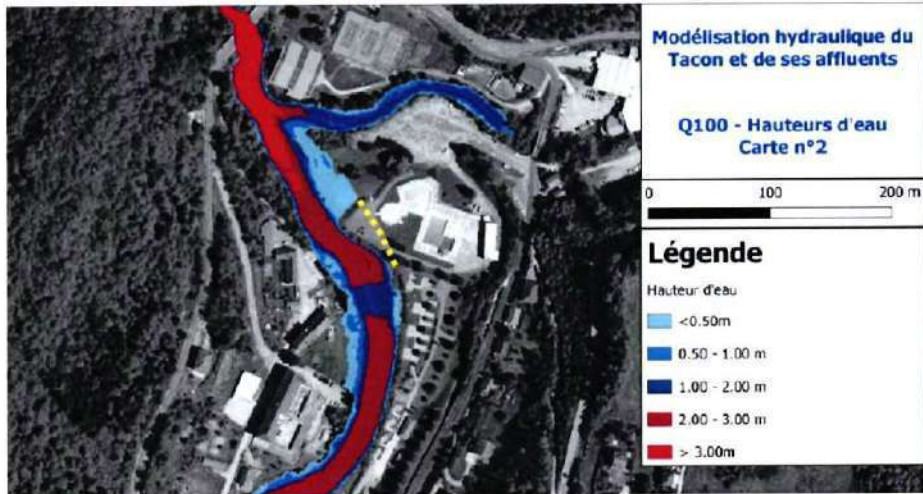 Modélisation hydraulique du
Tacon et de ses affluents
Q100 - Hauteurs d'eau
Carte n°2
0 100 200 m
Légende
Hauteur d'eau
<0.50m
0.50 - 1.00 m
1.00 - 2.00 m
2.00 - 3.00 m
> 3.00m